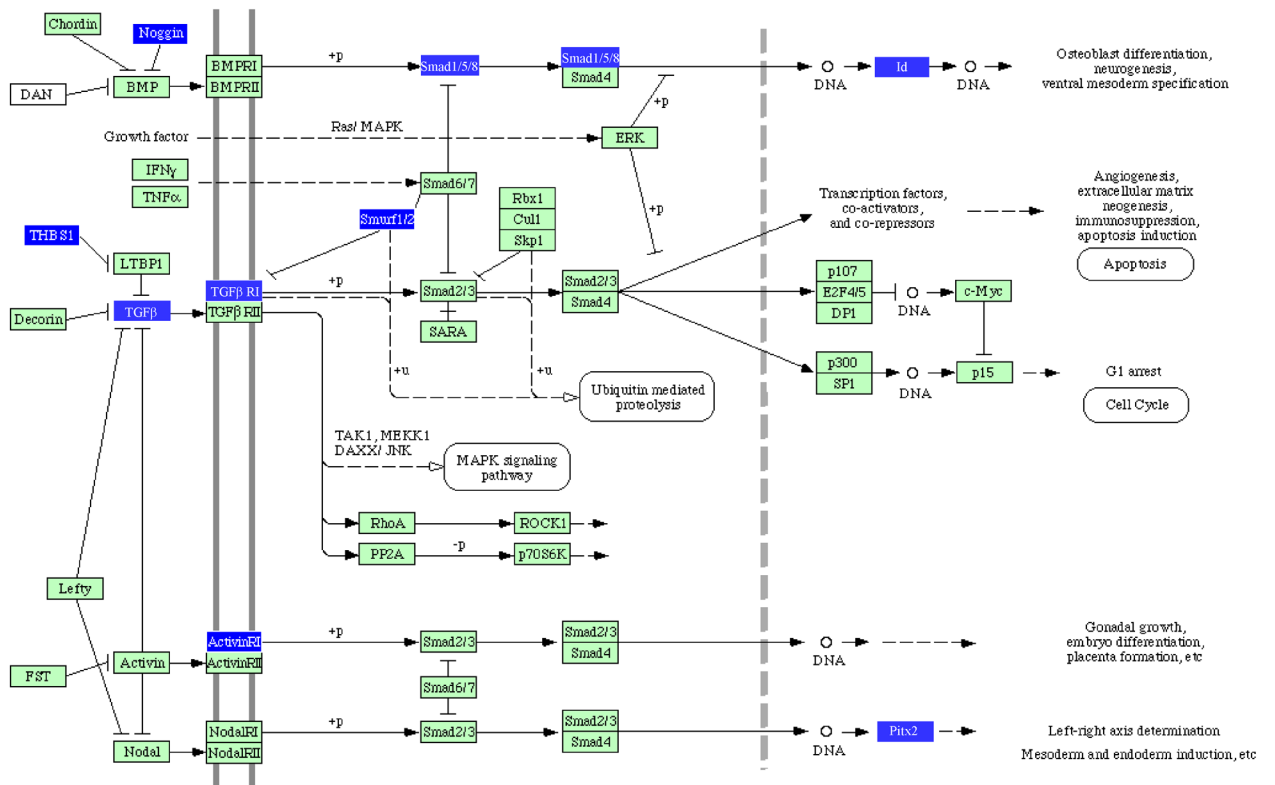 Chordin
Noggin
DAN
BMP
BMPRI
BMPRII
+p
Smad1/5/8
Smad1/5/8
Smad4
DNA
Id
DNA
Osteoblast differentiation,
neurogenesis,
ventral mesoderm specification
Growth factor
Ras/ MAPK
ERK
+p
+p
IFNγ
TNFα
Smad6/7
Rbx1
Cul1
Skp1
Smurf1/2
Transcription factors,
co-activators,
and co-repressors
Angiogenesis,
extracellular matrix
neogenesis,
immunosuppression,
apoptosis induction
Apoptosis
THBS1
LTBP1
Decorin
TGFβ
TGFβ RI
TGFβ RII
+p
Smad2/3
SARA
Smad2/3
Smad4
p107
E2F4/5
DP1
DNA
c-Myc
p300
SP1
DNA
p15
G1 arrest
Cell Cycle
+u
+u
Ubiquitin mediated
proteolysis
TAK1, MEKK1
DAXX/ JNK
MAPK signaling
pathway
RhoA
ROCK1
PP2A
-p
p70S6K
Lefty
FST
Activin
ActivinRI
ActivinRII
+p
Smad2/3
Smad2/3
Smad4
DNA
Gonadal growth,
embryo differentiation,
placenta formation, etc
Smad6/7
Nodal
NodalRI
NodalRII
+p
Smad2/3
Smad2/3
Smad4
DNA
Pitx2
Left-right axis determination
Mesoderm and endoderm induction, etc